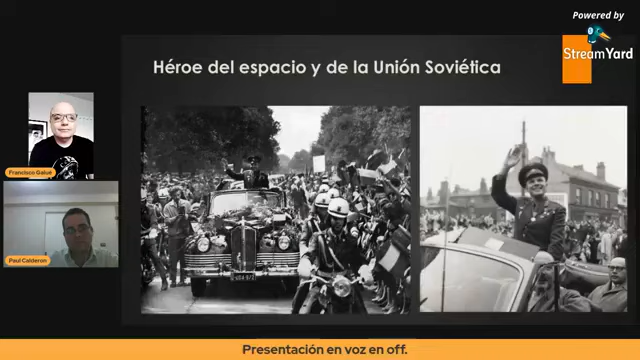 Powered by
StreamYard
Héroe del espacio y de la Unión Soviética
Francisco Galué
Paul Calderon
Presentación en voz en off.